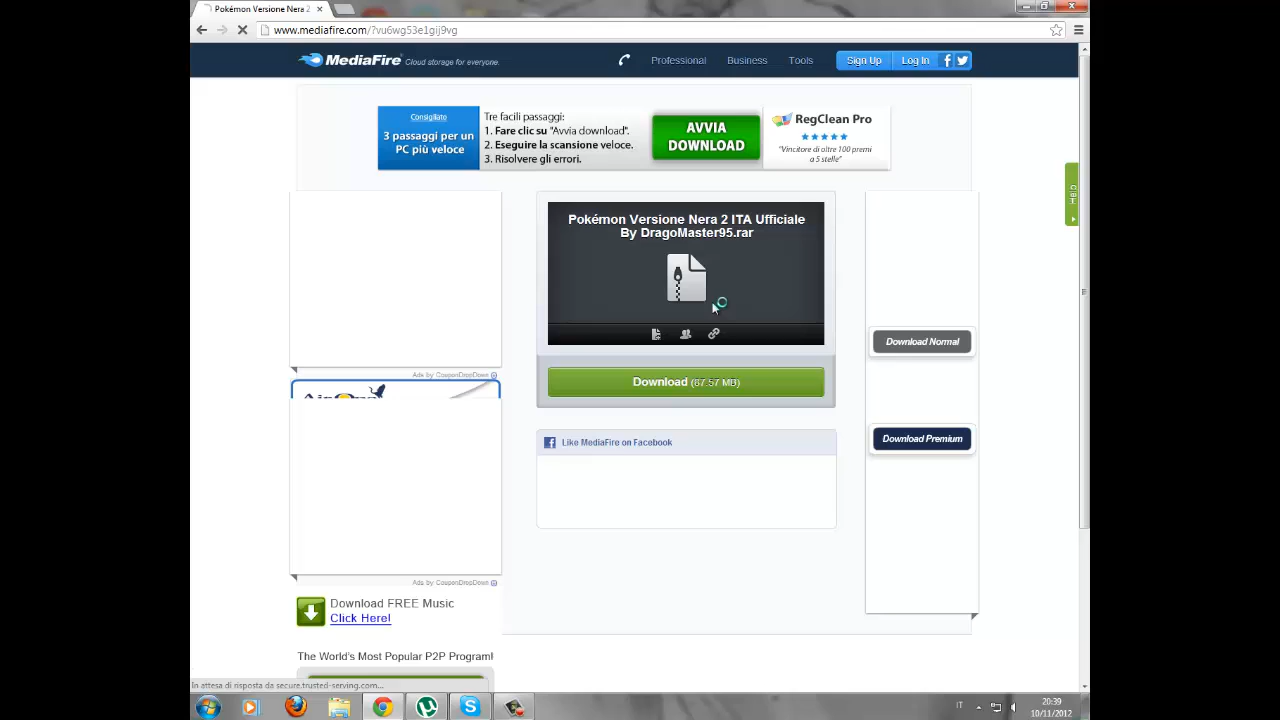 Pokémon Versione Nera 2
www.mediafire.com/?vu6wg53e1gij9vg
MediaFire Cloud storage for everyone.
Professional
Business
Tools
Sign Up
Log In
Consigliato
3 passaggi per un
PC più veloce
Tre facili passaggi:
1. Fare clic su "Avvia download".
2. Eseguire la scansione veloce.
3. Risolvere gli errori.
AVVIA
DOWNLOAD
RegClean Pro
"Vincitore di oltre 100 premi
a 5 stelle"
Pokémon Versione Nera 2 ITA Ufficiale
By DragoMaster95.rar
Download (67.57 MB)
Like MediaFire on Facebook
Download Normal
Download Premium
Ads by CouponDropDown
Ads by CouponDropDown
Download FREE Music
Click Here!
The World's Most Popular P2P Program!
In attesa di risposta da secure.trusted-serving.com...
IT
20:39
10/11/2012